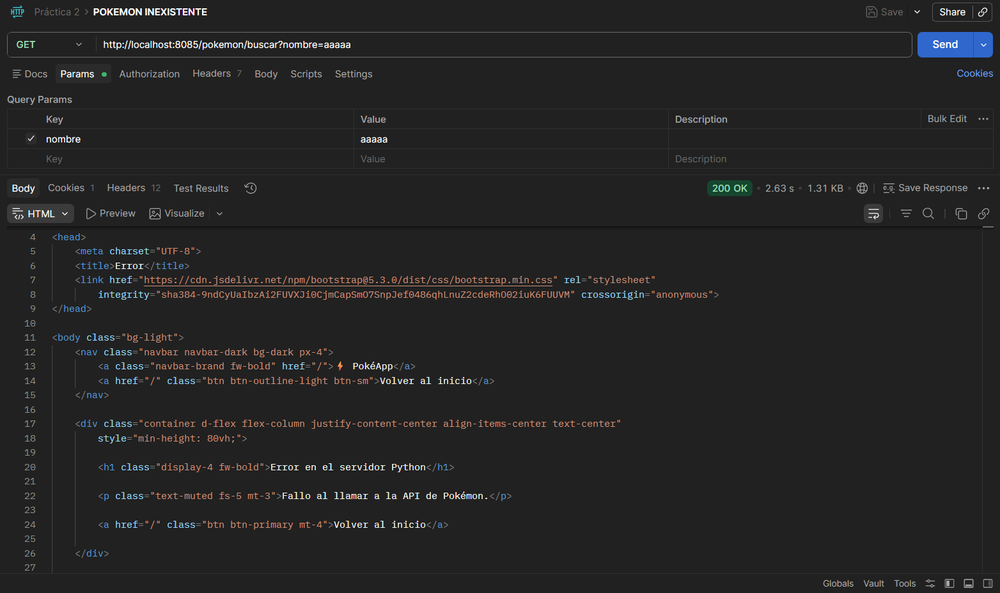 HTTP Práctica 2 > POKEMON INEXISTENTE Save Share
GET http://localhost:8085/pokemon/buscar?nombre=aaaaa Send
Docs Params Authorization Headers 7 Body Scripts Settings Cookies
Query Params
Key Value Description Bulk Edit
nombre aaaaa
Key Value Description
Body Cookies 1 Headers 12 Test Results 200 OK • 2.63 s • 1.31 KB • e.g. Save Response
HTML Preview Visualize
4 <head>
5 <meta charset="UTF-8">
6 <title>Error</title>
7 <link href="https://cdn.jsdelivr.net/npm/bootstrap@5.3.0/dist/css/bootstrap.min.css" rel="stylesheet"
8 integrity="sha384-9ndCyUaIbzAi2FUVXJi0CjmCapSmO7SnpJef0486qhLnuZ2cdeRhO02iuK6FUUVM" crossorigin="anonymous">
9 </head>
10
11 <body class="bg-light">
12 <nav class="navbar navbar-dark bg-dark px-4">
13 <a class="navbar-brand fw-bold" href="/">⚡ PokéApp</a>
14 <a href="/" class="btn btn-outline-light btn-sm">Volver al inicio</a>
15 </nav>
16
17 <div class="container d-flex flex-column justify-content-center align-items-center text-center"
18 style="min-height: 80vh;">
19
20 <h1 class="display-4 fw-bold">Error en el servidor Python</h1>
21
22 <p class="text-muted fs-5 mt-3">Fallo al llamar a la API de Pokémon.</p>
23
24 <a href="/" class="btn btn-primary mt-4">Volver al inicio</a>
25
26 </div>
27
Globals Vault Tools